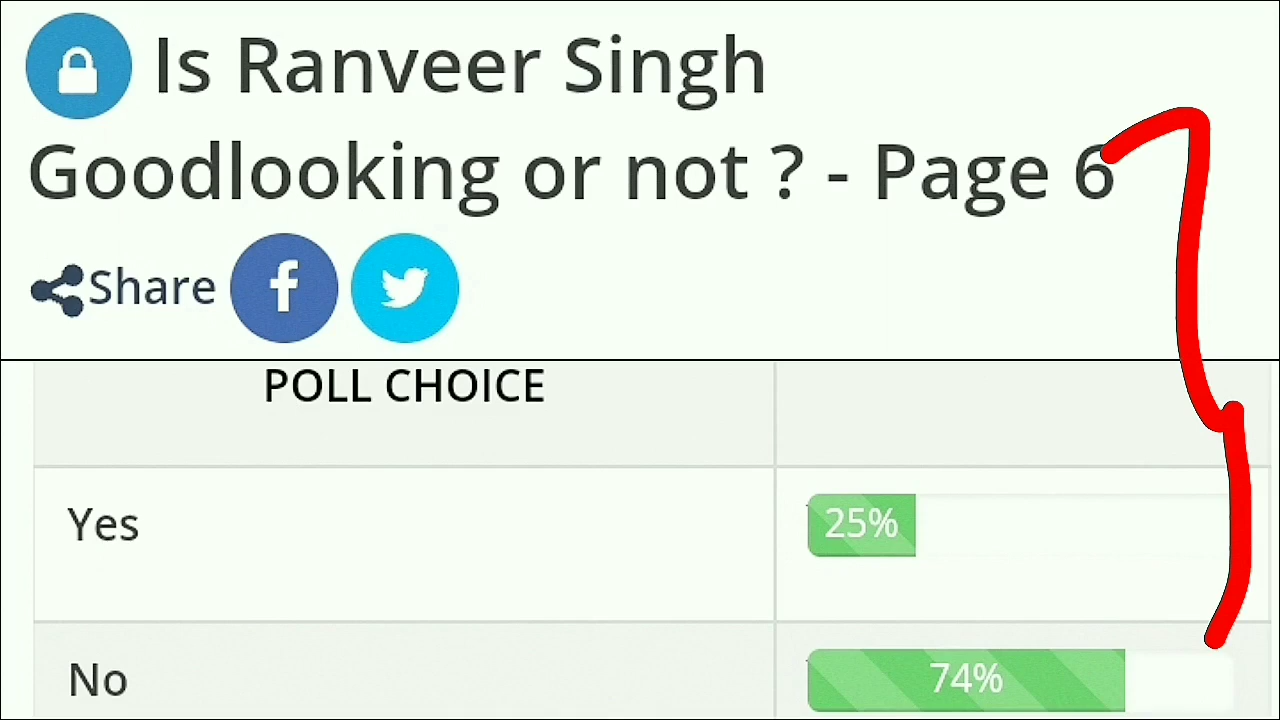 Is Ranveer Singh
Goodlooking or not ? - Page 6
Share
POLL CHOICE
Yes
25%
No
74%